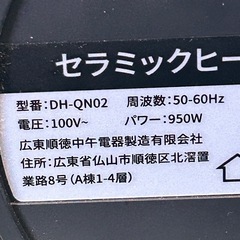 セラミックヒー
型番: DH-QN02 周波数: 50-60Hz
電圧: 100V~ パワー: 950W
広東順徳中午電器製造有限会社
住所: 広東省仏山市順徳区北滘置
業路8号(A棟1-4層)